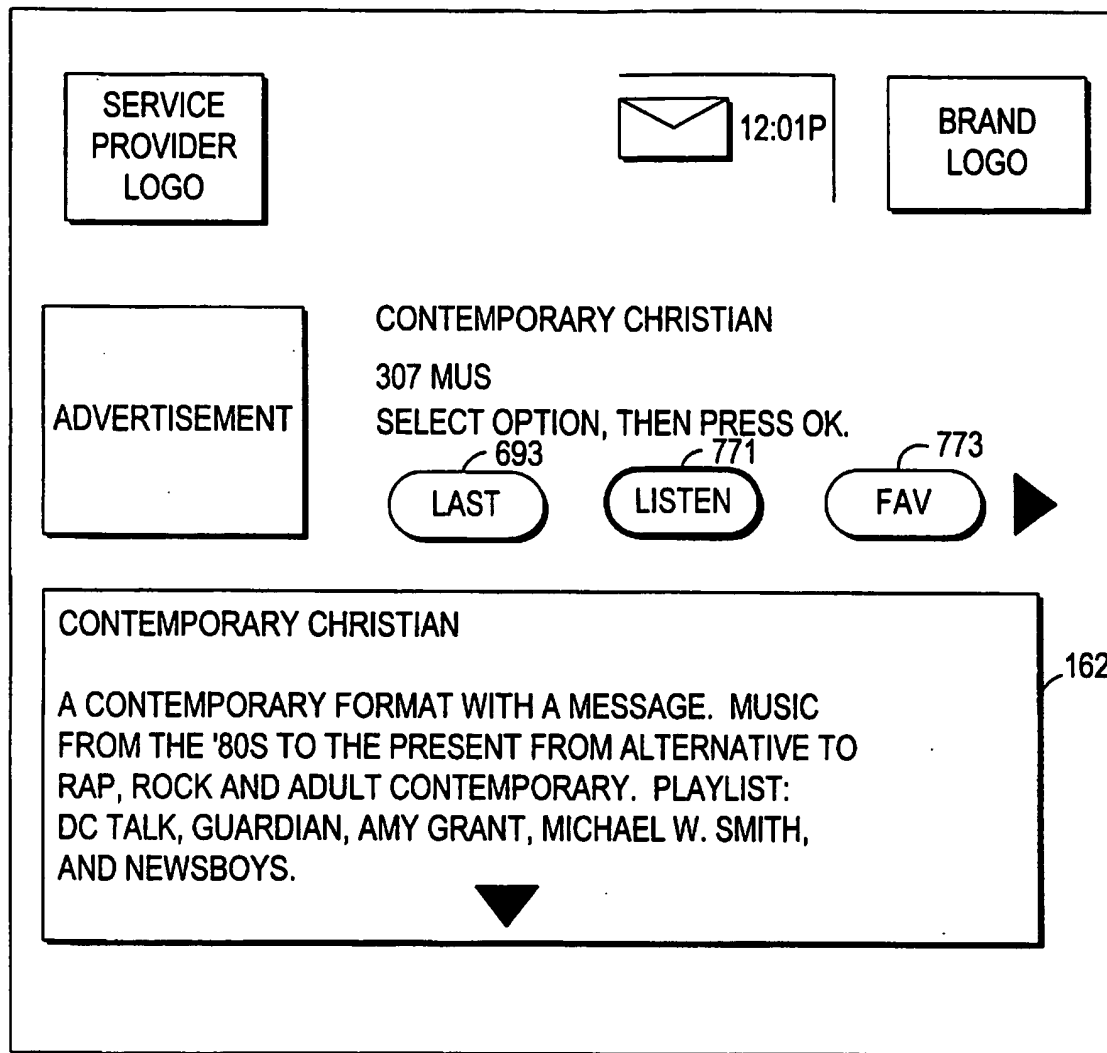 SERVICE
PROVIDER
LOGO
12:01P
BRAND
LOGO
ADVERTISEMENT
CONTEMPORARY CHRISTIAN
307 MUS
SELECT OPTION, THEN PRESS OK.
693
771
773
LAST
LISTEN
FAV
CONTEMPORARY CHRISTIAN
162
A CONTEMPORARY FORMAT WITH A MESSAGE. MUSIC
FROM THE '80S TO THE PRESENT FROM ALTERNATIVE TO
RAP, ROCK AND ADULT CONTEMPORARY. PLAYLIST:
DC TALK, GUARDIAN, AMY GRANT, MICHAEL W. SMITH,
AND NEWSBOYS.